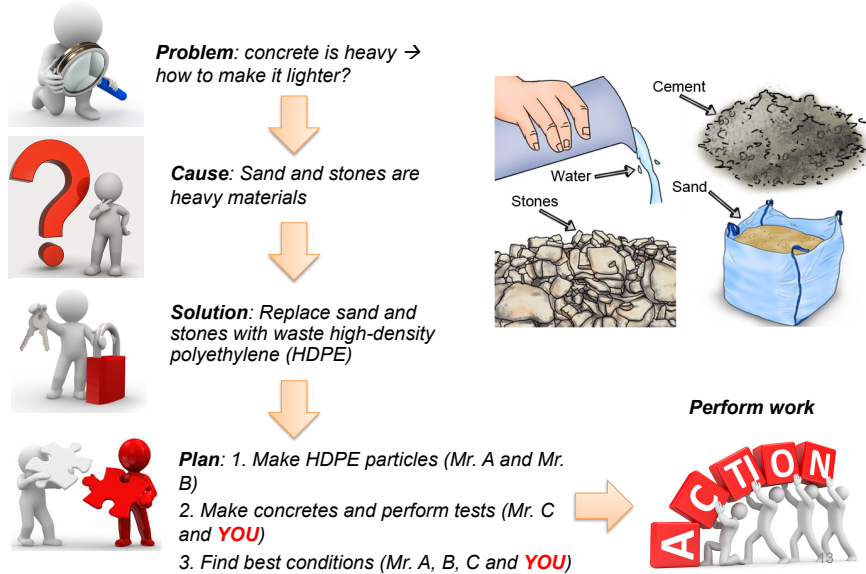 Problem: concrete is heavy →
how to make it lighter?
Cause: Sand and stones are
heavy materials
Solution: Replace sand and
stones with waste high-density
polyethylene (HDPE)
Plan: 1. Make HDPE particles (Mr. A and Mr.
B)
2. Make concretes and perform tests (Mr. C
and YOU)
3. Find best conditions (Mr. A, B, C and YOU)
Cement
Water
Sand
Stones
Perform work
ACTION
13